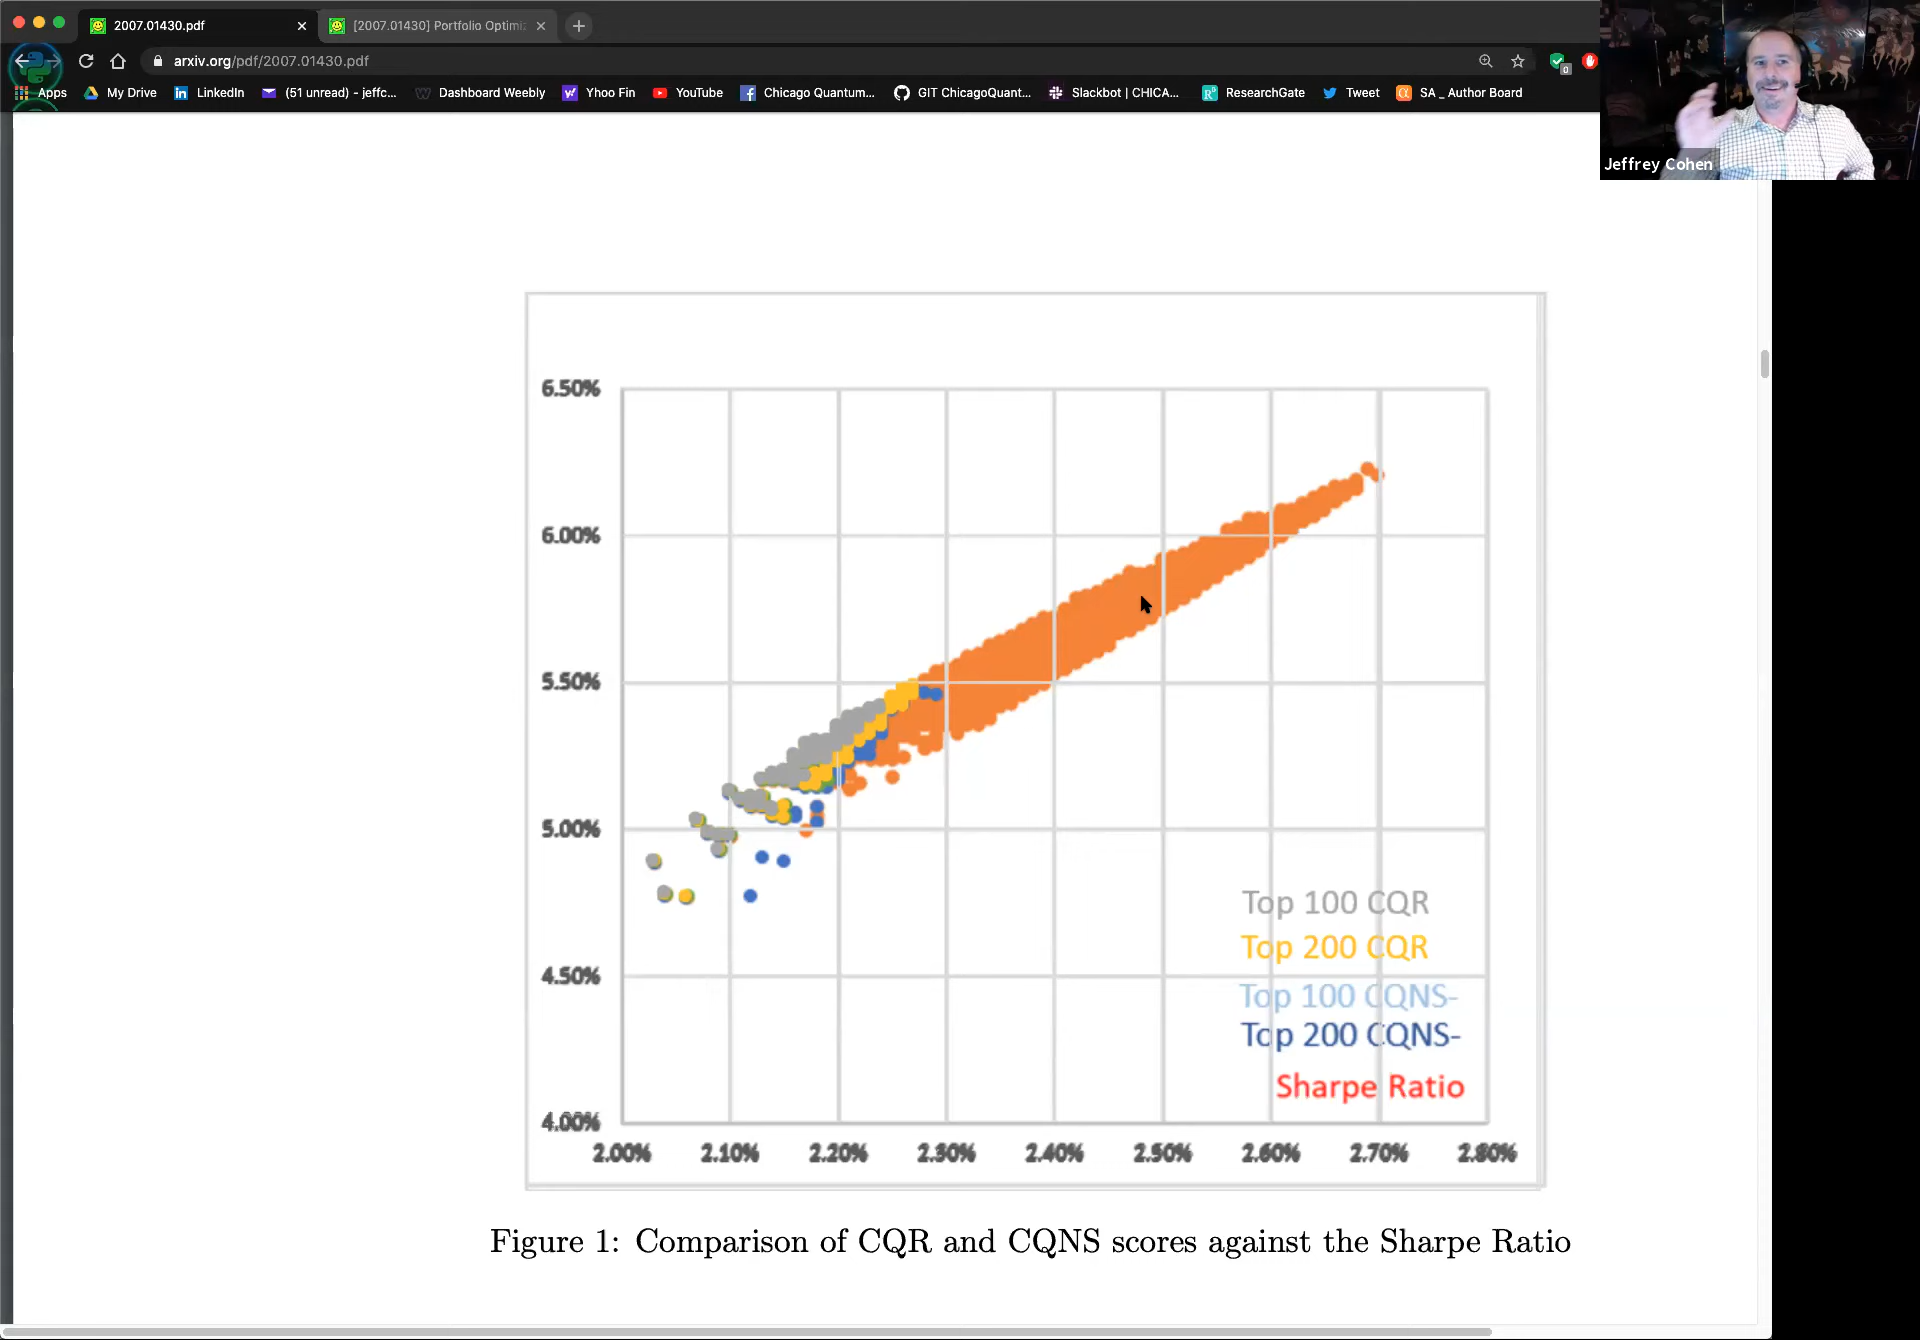 2007.01430.pdf
[2007.01430] Portfolio Optimi
arxiv.org/pdf/2007.01430.pdf
Apps
My Drive
LinkedIn
(51 unread) - jeffc...
Dashboard Weebly
Yhoo Fin
YouTube
Chicago Quantum...
GIT ChicagoQuant...
Slackbot | CHICA...
ResearchGate
Tweet
SA _ Author Board
Jeffrey Cohen
6.50%
6.00%
5.50%
5.00%
4.50%
4.00%
2.00% 2.10% 2.20% 2.30% 2.40% 2.50% 2.60% 2.70% 2.80%
Top 100 CQR
Top 200 CQR
Top 100 CQNS-
Top 200 CQNS-
Sharpe Ratio
Figure 1: Comparison of CQR and CQNS scores against the Sharpe Ratio